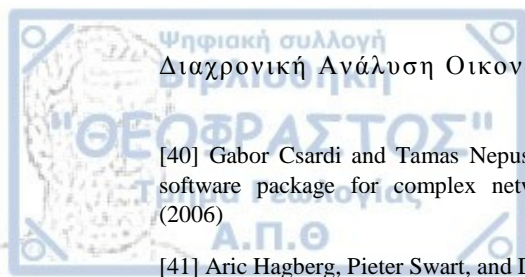 Ψηφιακή συλλογή
Διαχρονική Ανάλυση Οικον
Βιβλιοθήκη
"ΘΕΟΦΡΑΣΤΟΣ"
[40] Gabor Csardi and Tamas Nepus
software package for complex netw
Τμήμα Γεωλογίας
(2006)
Α.Π.Θ
[41] Aric Hagberg, Pieter Swart, and D